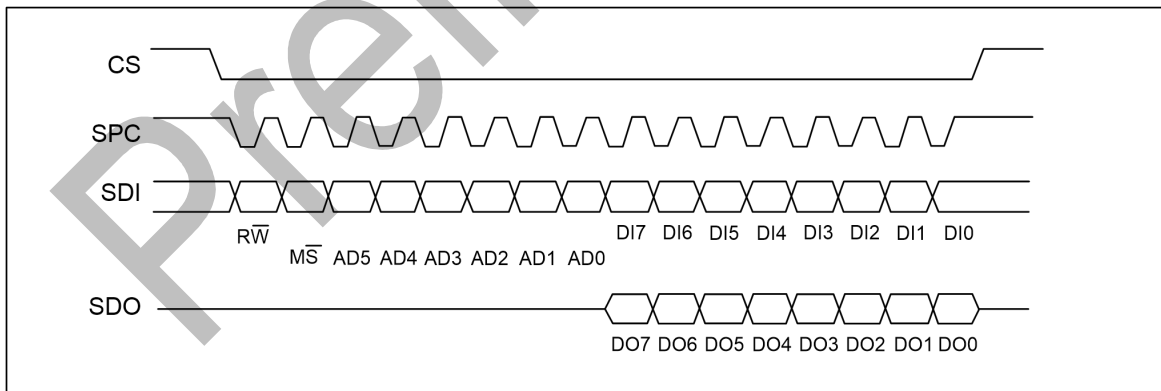 CS
SPC
SDI
RW̅ DI7 DI6 DI5 DI4 DI3 DI2 DI1 DI0
MS̅ AD5 AD4 AD3 AD2 AD1 AD0
SDO
DO7 DO6 DO5 DO4 DO3 DO2 DO1 DO0
Prel